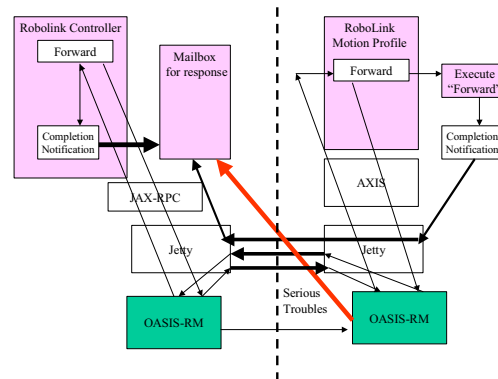 Robolink Controller
Forward
Completion
Notification
Mailbox
for response
JAX-RPC
Jetty
OASIS-RM
RoboLink
Motion Profile
Forward
Execute
“Forward”
Completion
Notification
AXIS
Jetty
Serious
Troubles
OASIS-RM